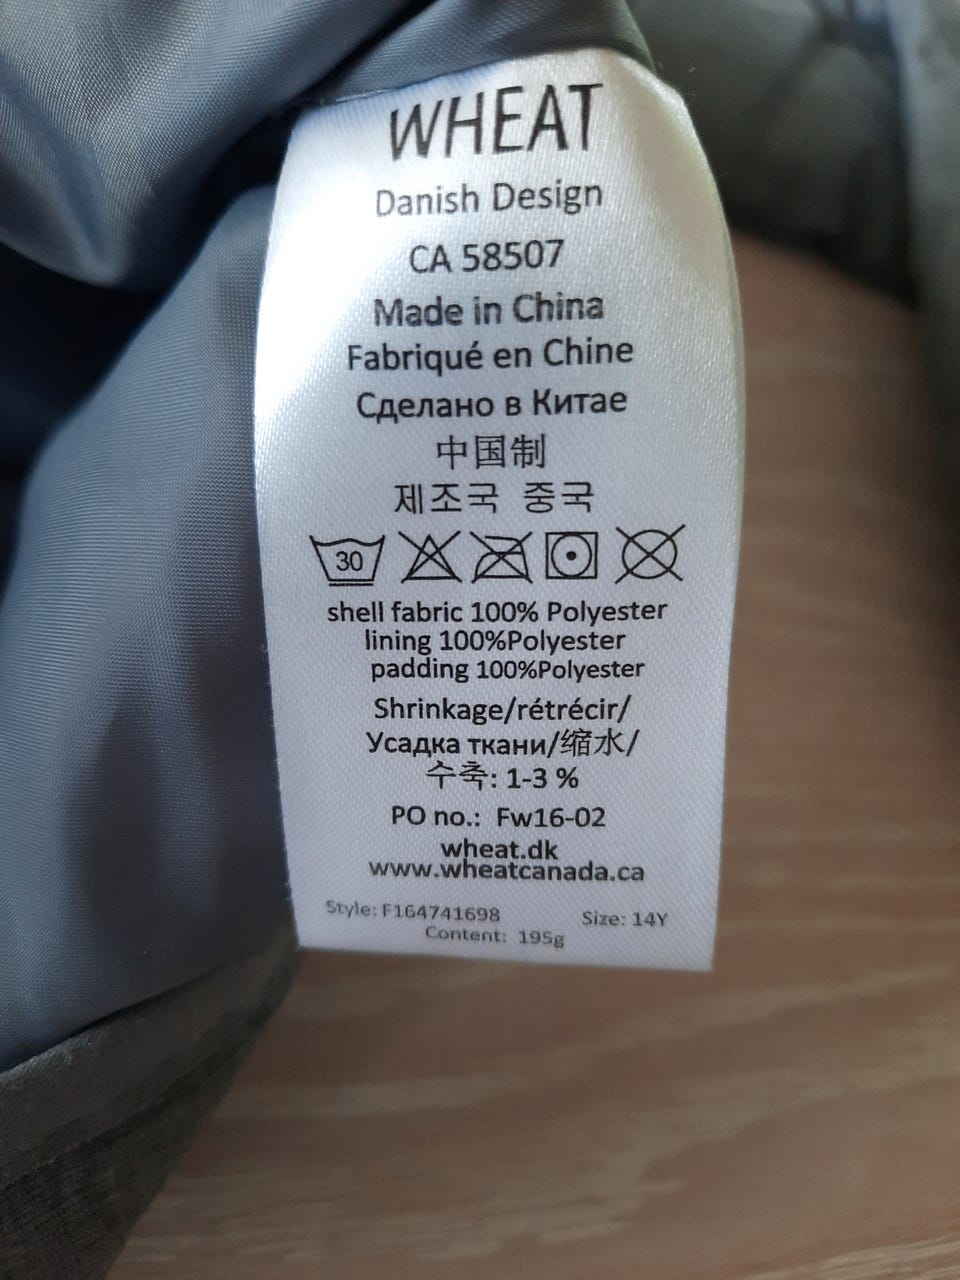 WHEAT
Danish Design
CA 58507
Made in China
Fabriqué en Chine
Сделано в Китае
中国制
제조국 중국
30
shell fabric 100% Polyester
lining 100%Polyester
padding 100%Polyester
Shrinkage/rétrécir/
Усадка ткани/缩水/
수축: 1-3 %
PO no.: Fw16-02
wheat.dk
www.wheatcanada.ca
Style: F164741698 Size: 14Y
Content: 195g